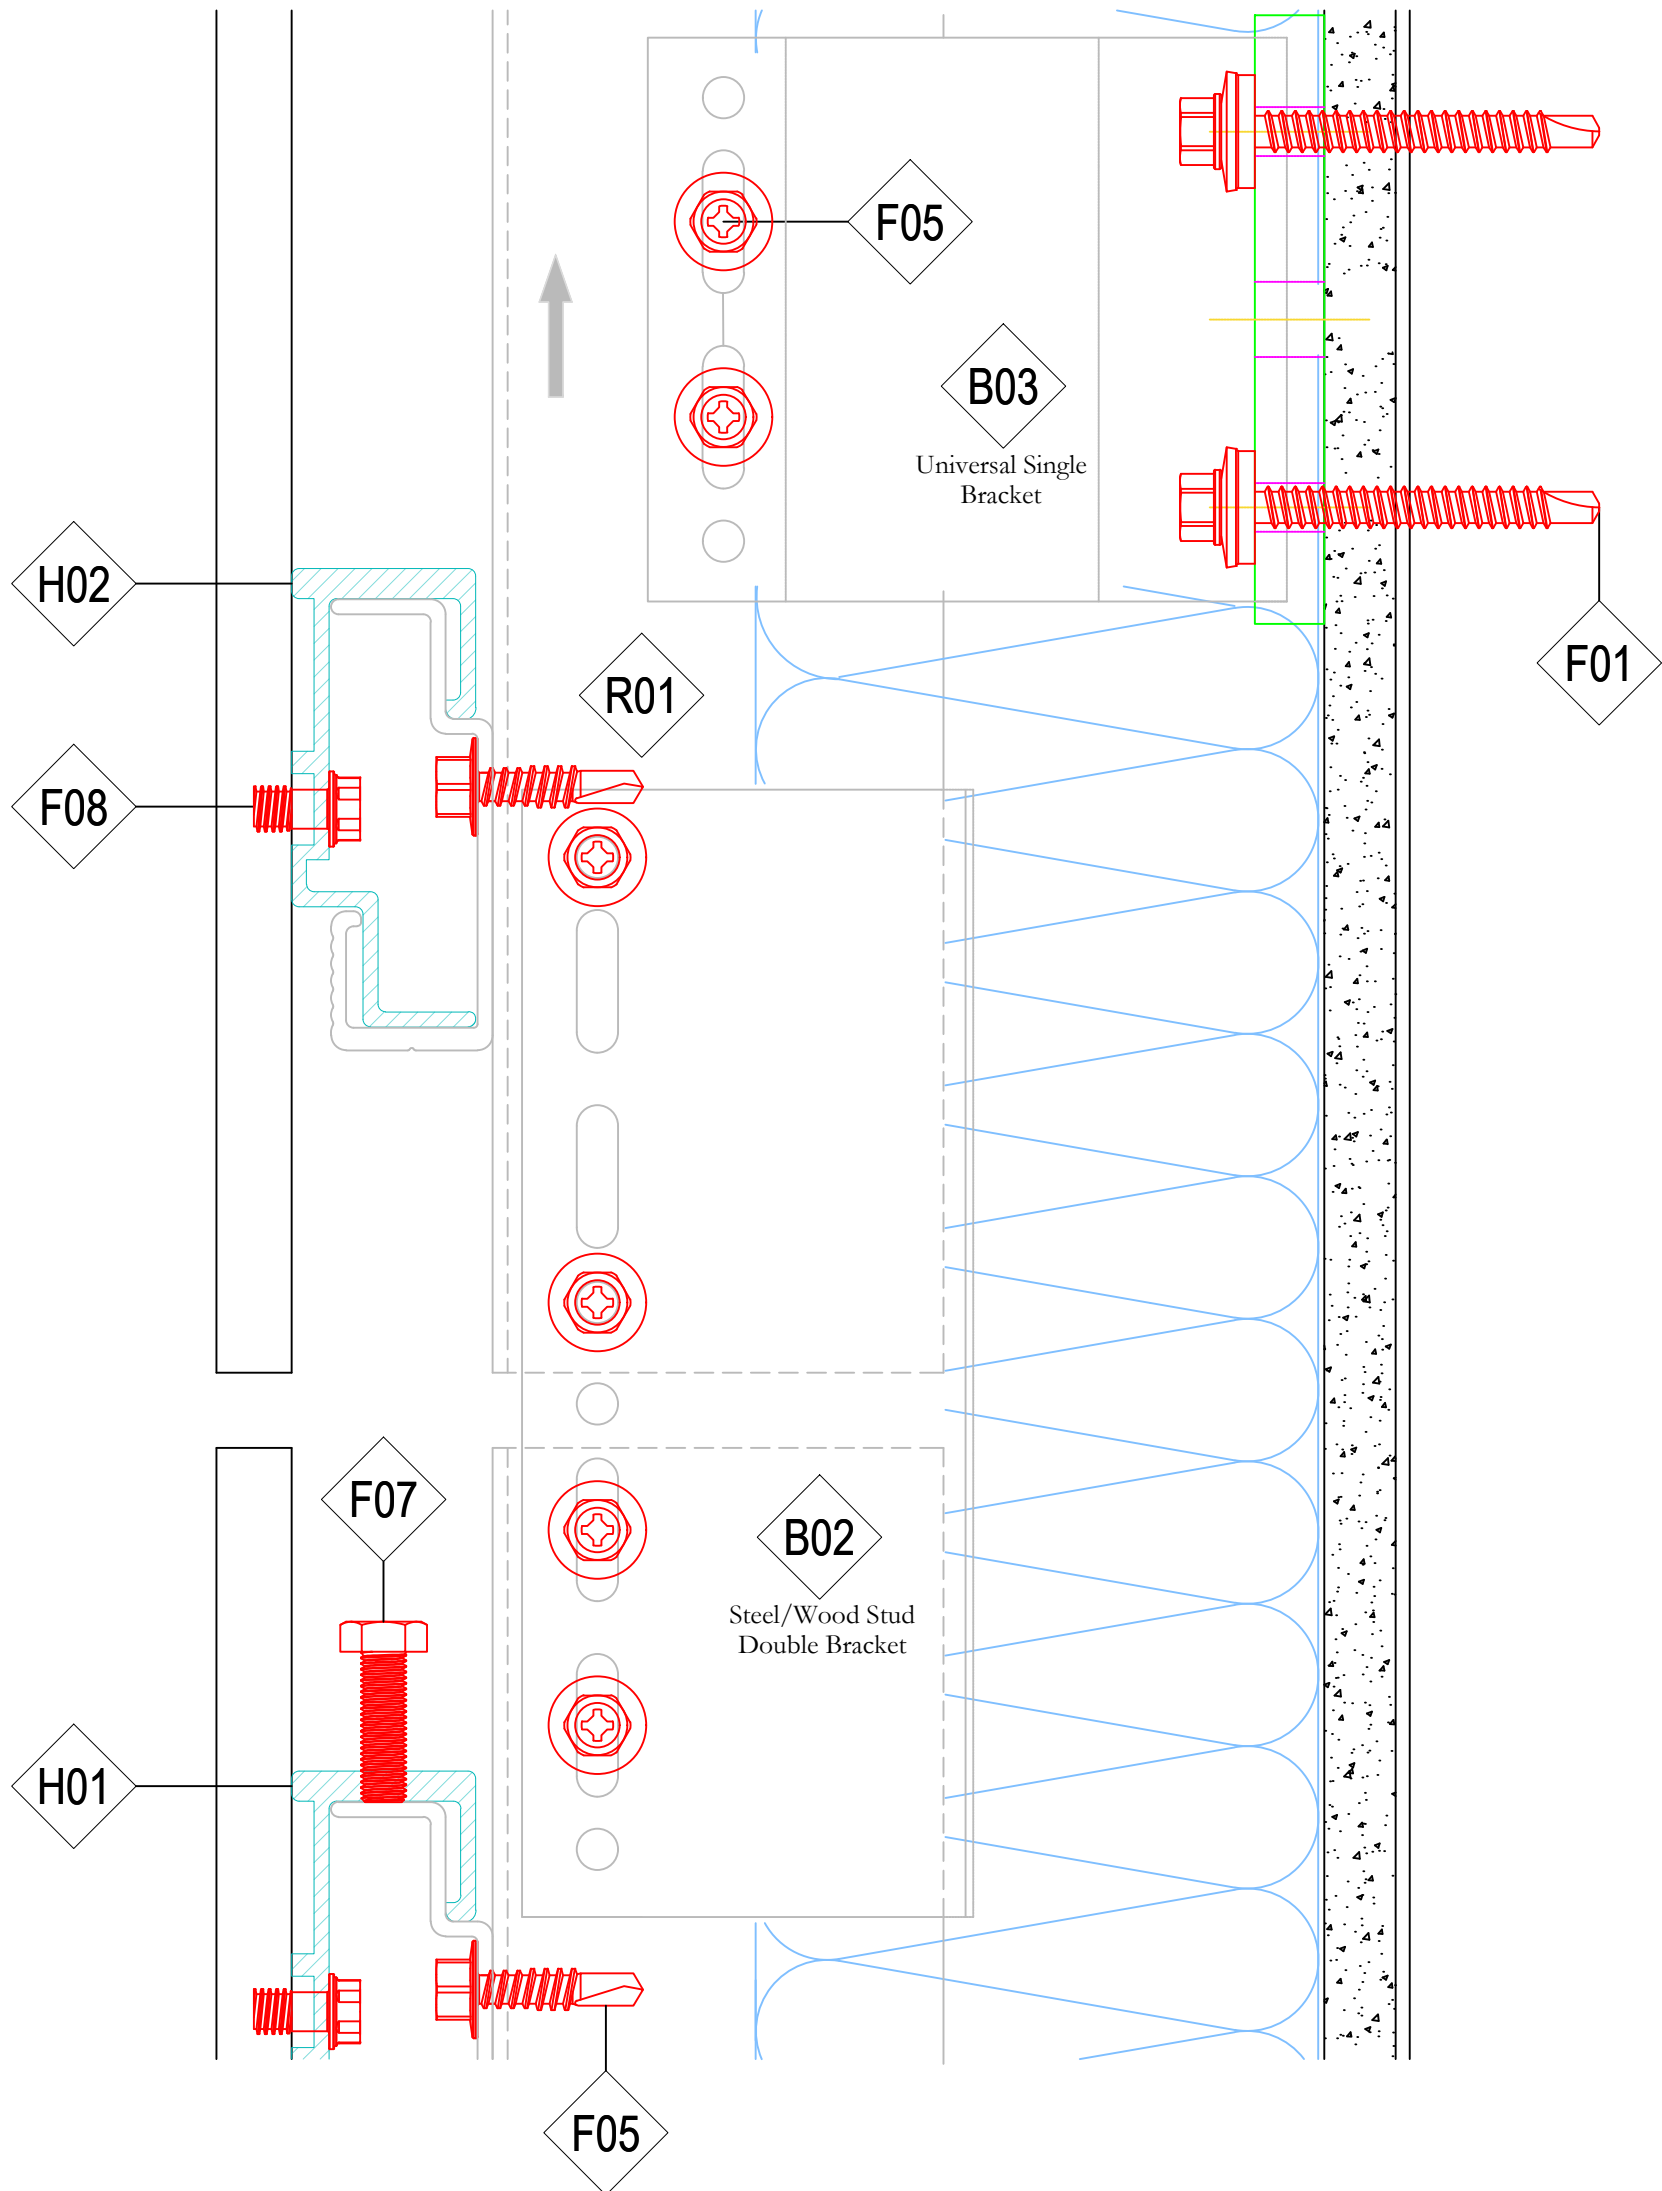 F05
B03
Universal Single
Bracket
H02
R01
F01
F08
F07
B02
Steel/Wood Stud
Double Bracket
H01
F05